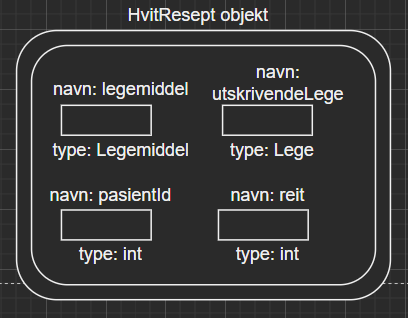 HvitResept objekt
navn: legemiddel
type: Legemiddel
navn:
utskrivendeLege
type: Lege
navn: pasientId
type: int
navn: reit
type: int